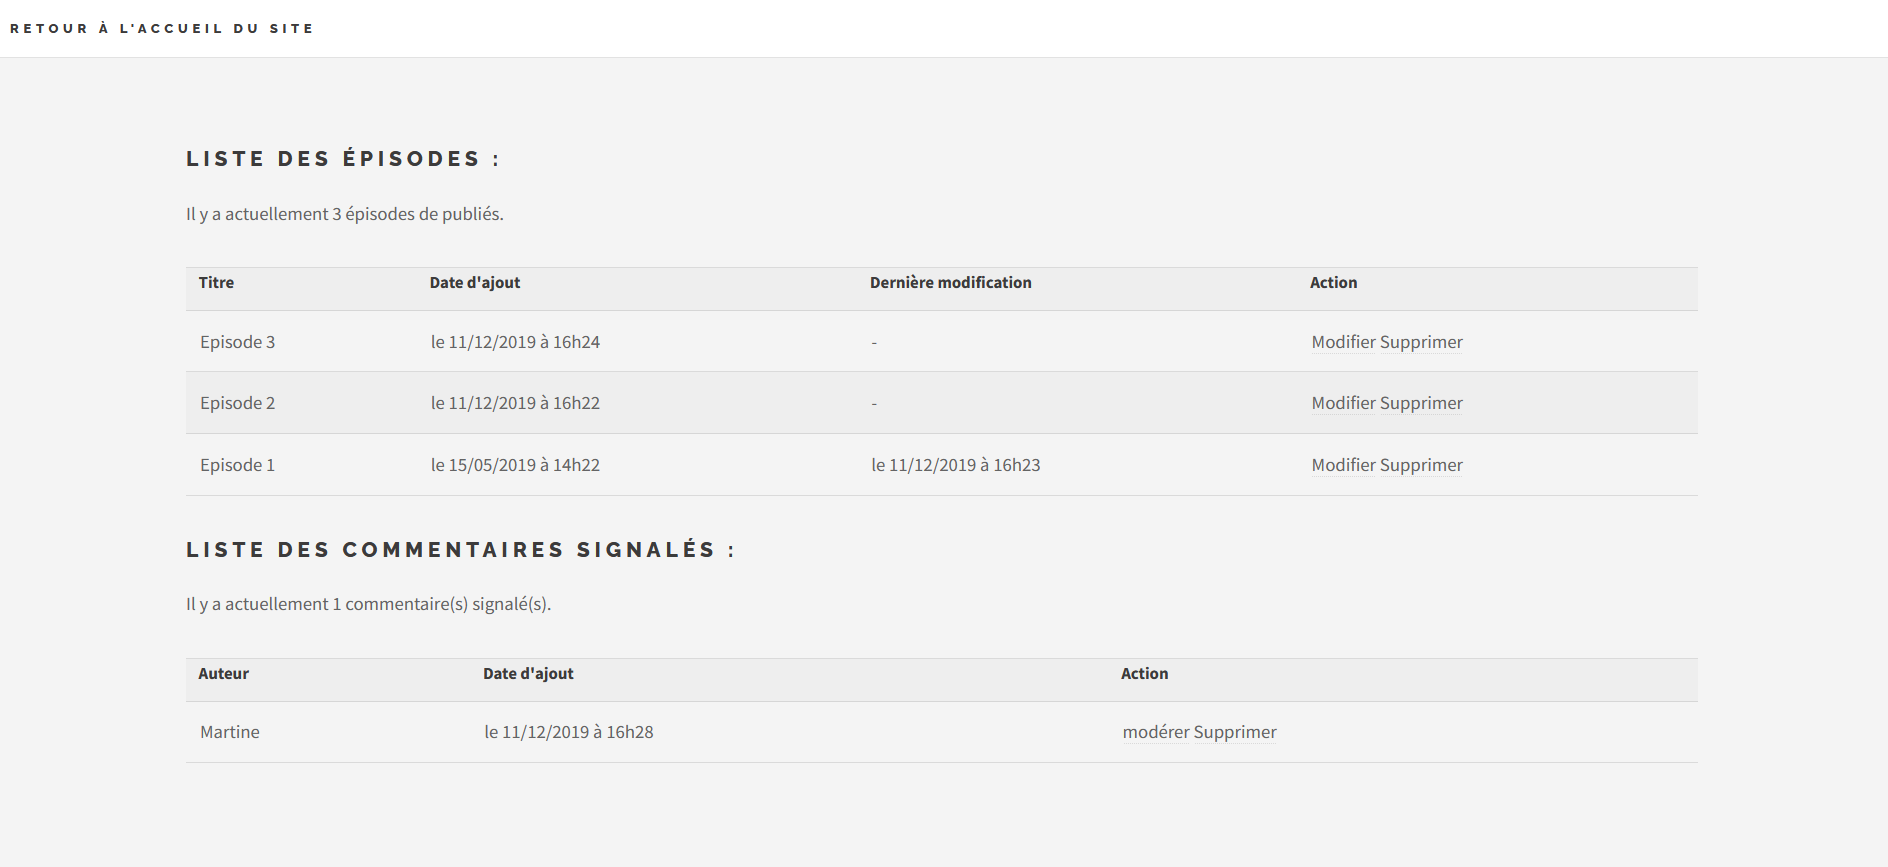 RETOUR À L'ACCUEIL DU SITE
LISTE DES ÉPISODES :
Il y a actuellement 3 épisodes de publiés.
Titre Date d'ajout Dernière modification Action
Episode 3 le 11/12/2019 à 16h24 - Modifier Supprimer
Episode 2 le 11/12/2019 à 16h22 - Modifier Supprimer
Episode 1 le 15/05/2019 à 14h22 le 11/12/2019 à 16h23 Modifier Supprimer
LISTE DES COMMENTAIRES SIGNALÉS :
Il y a actuellement 1 commentaire(s) signalé(s).
Auteur Date d'ajout Action
Martine le 11/12/2019 à 16h28 modérer Supprimer